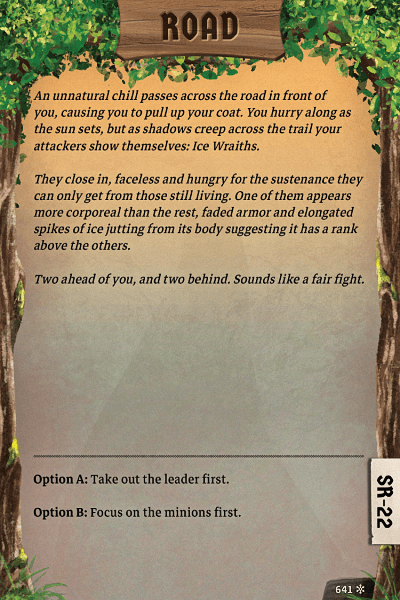 ROAD
An unnatural chill passes across the road in front of
you, causing you to pull up your coat. You hurry along as
the sun sets, but as shadows creep across the trail your
attackers show themselves: Ice Wraiths.
They close in, faceless and hungry for the sustenance they
can only get from those still living. One of them appears
more corporeal than the rest, faded armor and elongated
spikes of ice jutting from its body suggesting it has a rank
above the others.
Two ahead of you, and two behind. Sounds like a fair fight.
Option A: Take out the leader first.
Option B: Focus on the minions first.
SR-22
641